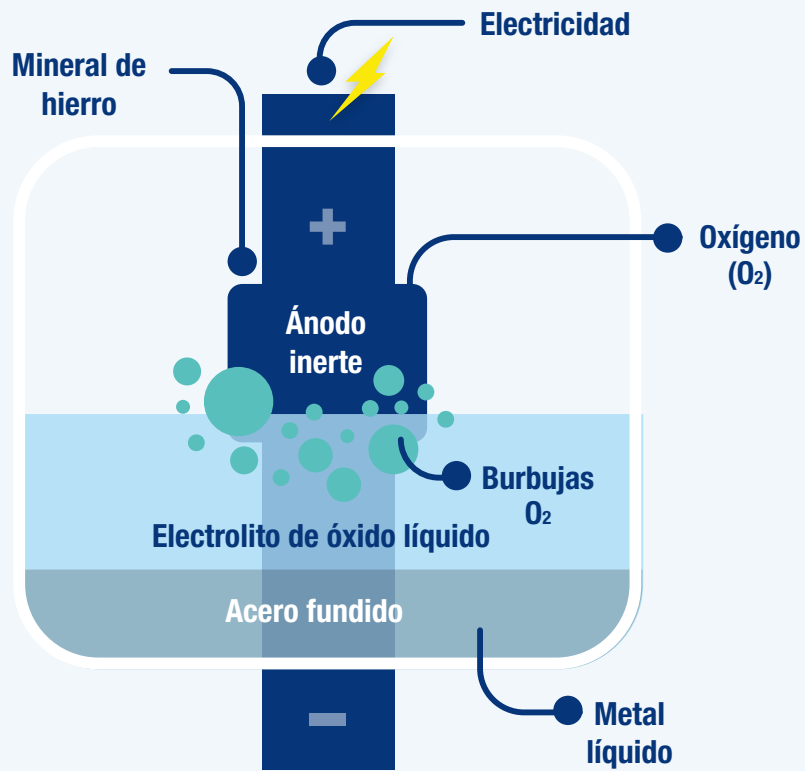 Electricidad
Mineral de
hierro
+
Oxígeno
(O₂)
Ánodo
inerte
Burbujas
O₂
Electrolito de óxido líquido
Acero fundido
Metal
líquido
–